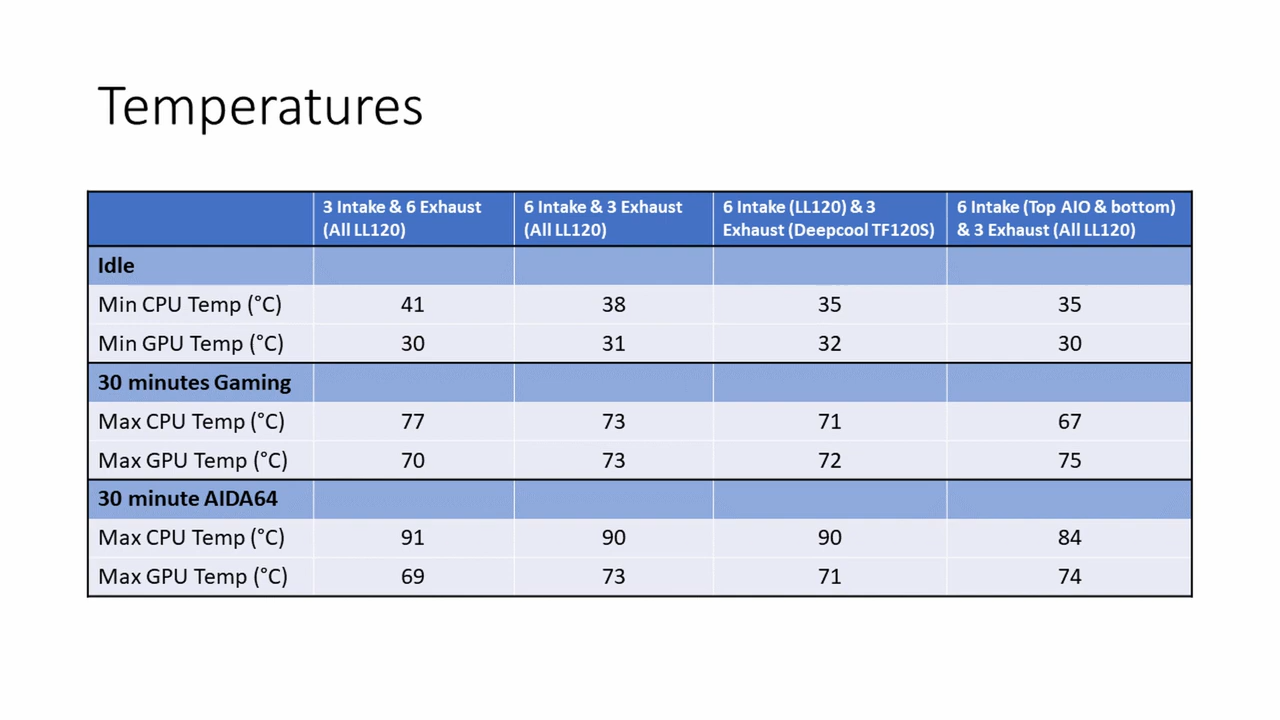 Temperatures
3 Intake & 6 Exhaust (All LL120) 6 Intake & 3 Exhaust (All LL120) 6 Intake (LL120) & 3 Exhaust (Deepcool TF120S) 6 Intake (Top AIO & bottom) & 3 Exhaust (All LL120)
Idle
Min CPU Temp (°C) 41 38 35 35
Min GPU Temp (°C) 30 31 32 30
30 minutes Gaming
Max CPU Temp (°C) 77 73 71 67
Max GPU Temp (°C) 70 73 72 75
30 minute AIDA64
Max CPU Temp (°C) 91 90 90 84
Max GPU Temp (°C) 69 73 71 74